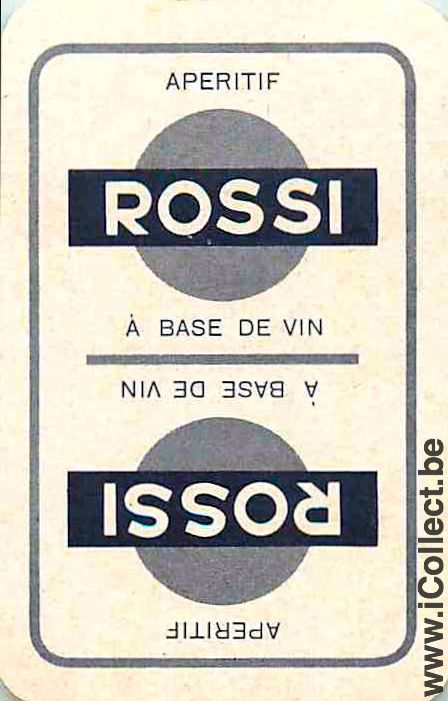 APERITIF
ROSSI
À BASE DE VIN
À BASE DE VIN
ROSSI
APERITIF
www.iCollect.be